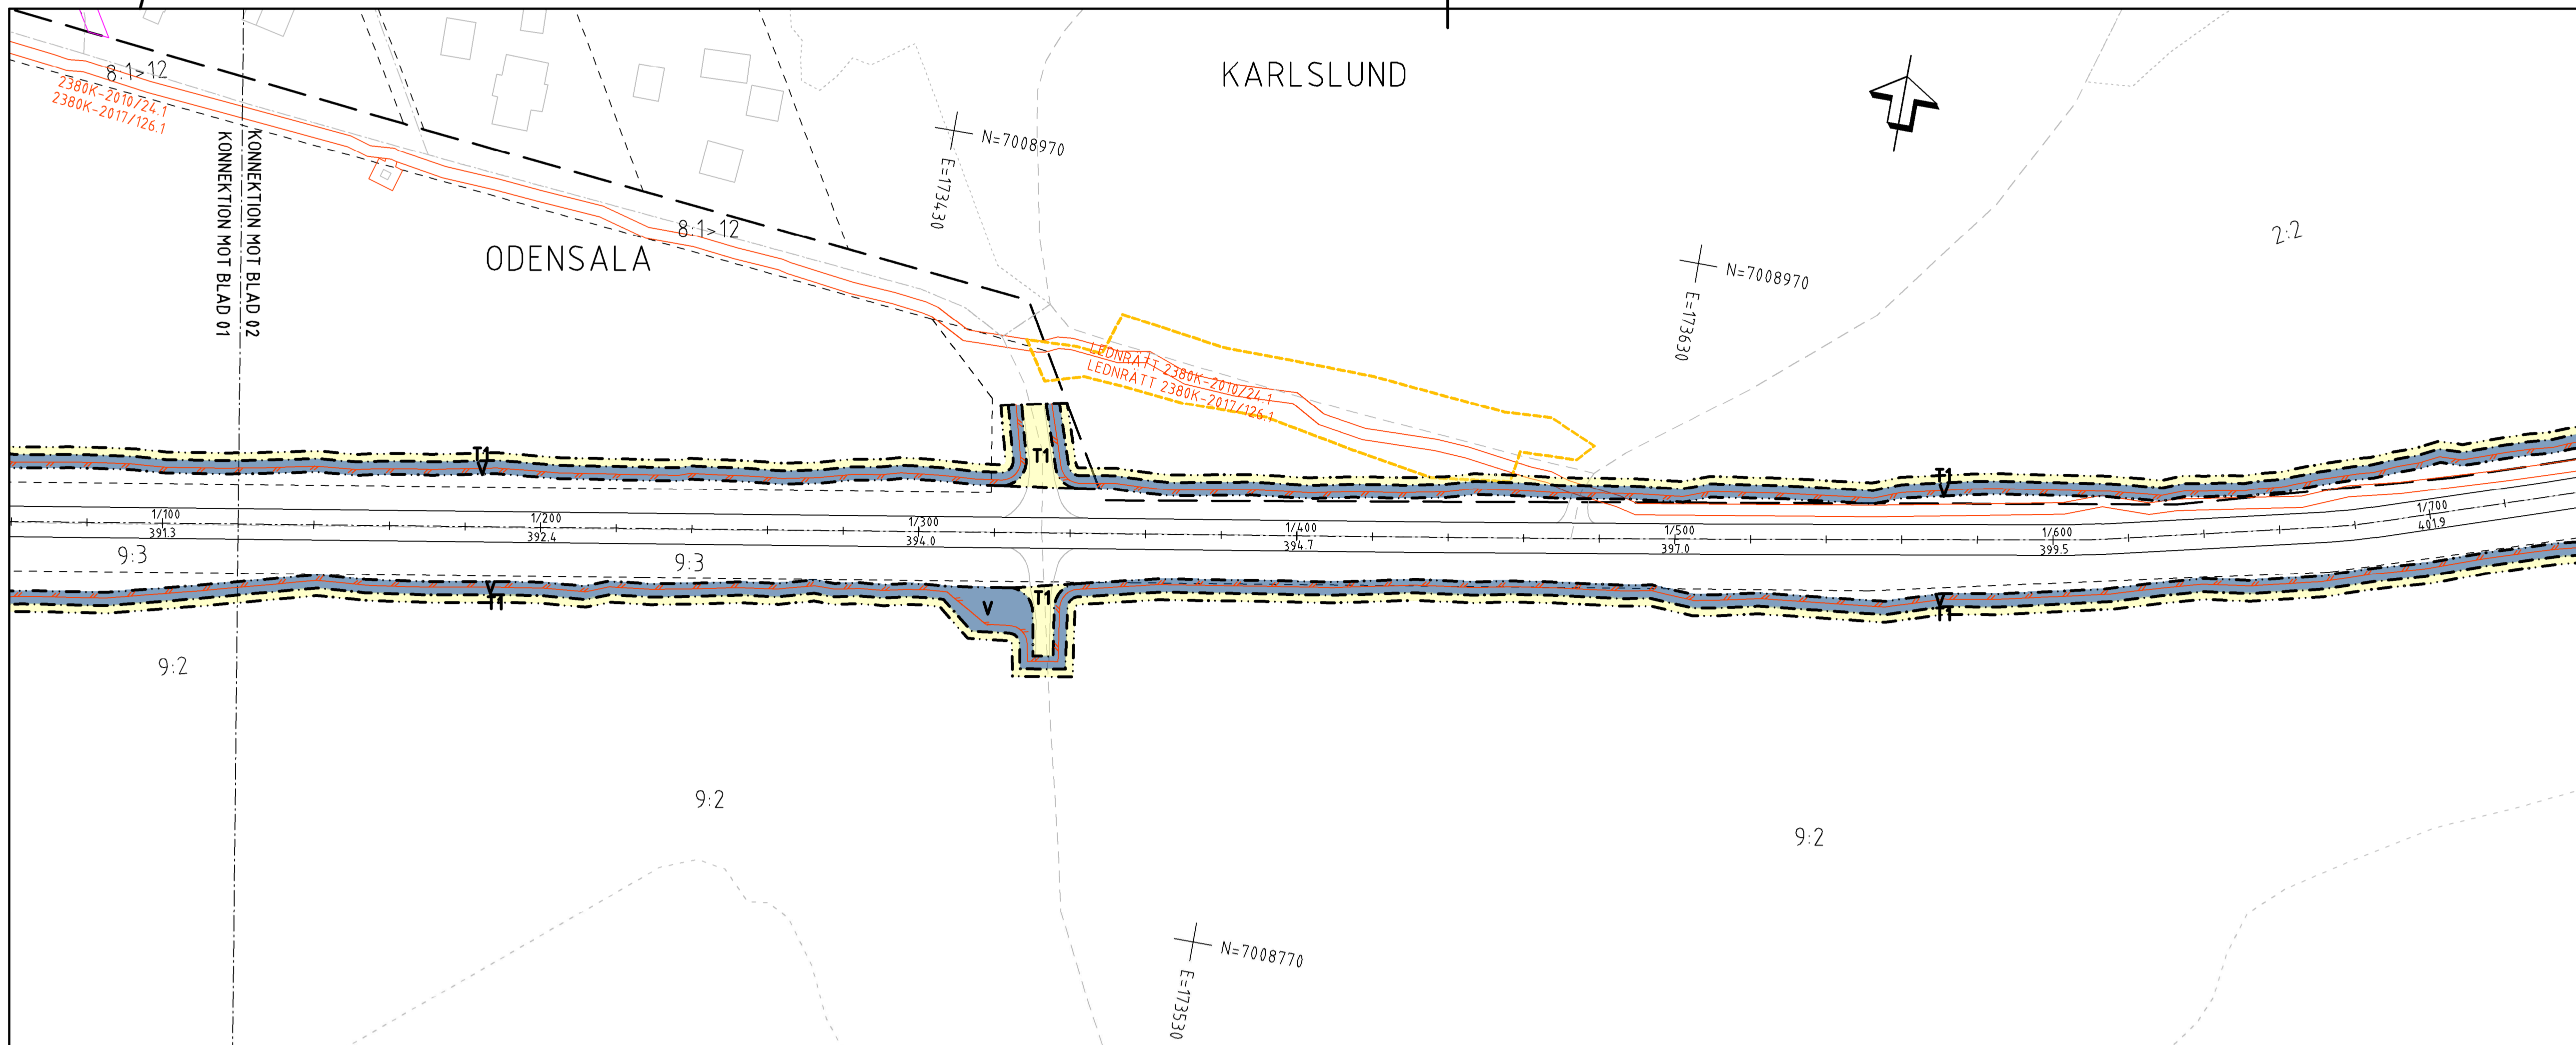 8:1>12
2380K-2010/24.1
2380K-2017/126.1
KONNEKTION MOT BLAD 01
KONNEKTION MOT BLAD 02
KARLSLUND
N=7008970
E=173430
8:1>12
ODENSALA
2:2
N=7008970
E=173630
LEDNRÄTT 2380K-2010/24.1
LEDNRÄTT 2380K-2017/126.1
T1
V
T1
T1
V
1/100
391.3
1/200
392.4
1/300
394.0
1/400
394.7
1/500
397.0
1/600
399.5
1/700
401.9
9:3
9:3
V
T1
V
T1
V
T1
9:2
9:2
9:2
N=7008770
E=173530